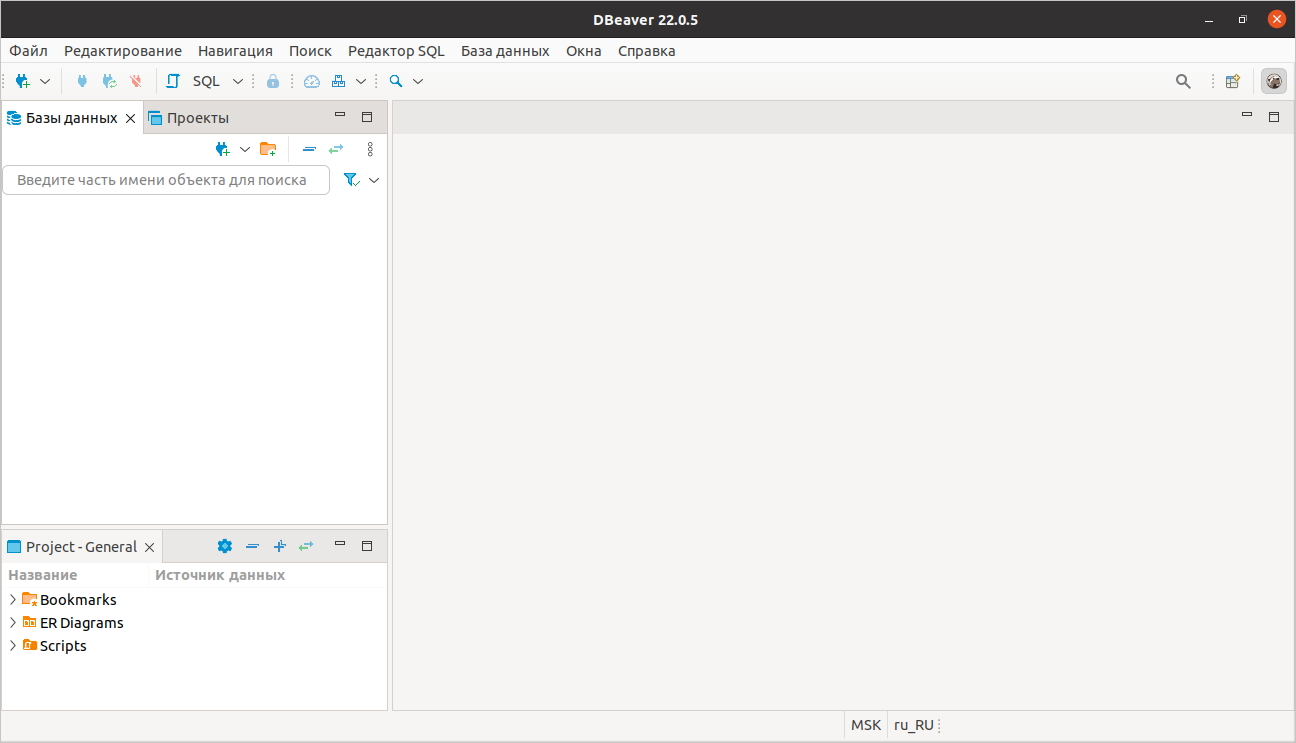 DBeaver 22.0.5
Файл Редактирование Навигация Поиск Редактор SQL База данных Окна Справка
SQL
Базы данных Проекты
Введите часть имени объекта для поиска
Project - General
Название Источник данных
Bookmarks
ER Diagrams
Scripts
MSK ru_RU